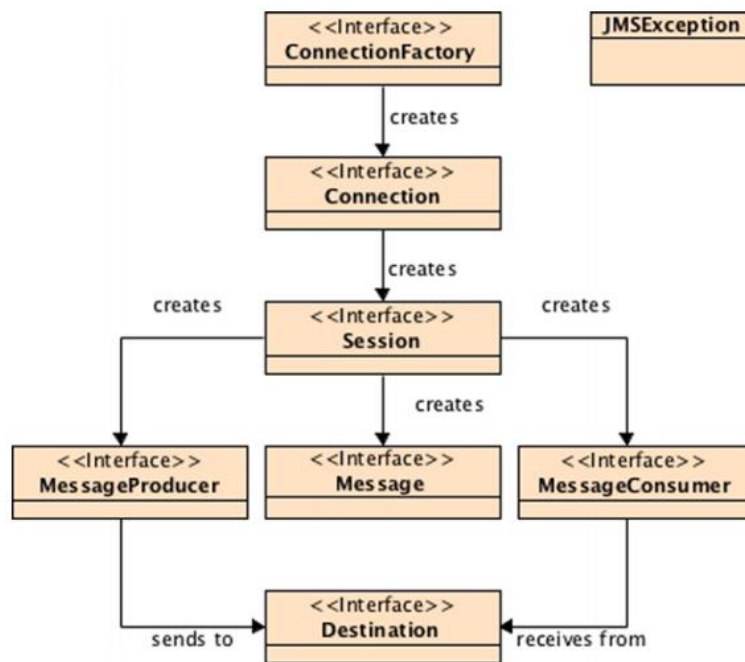 <<Interface>>
ConnectionFactory
JMSException
creates
<<Interface>>
Connection
creates
creates
<<Interface>>
Session
creates
creates
<<Interface>>
MessageProducer
<<Interface>>
Message
<<Interface>>
MessageConsumer
<<Interface>>
Destination
sends to
receives from